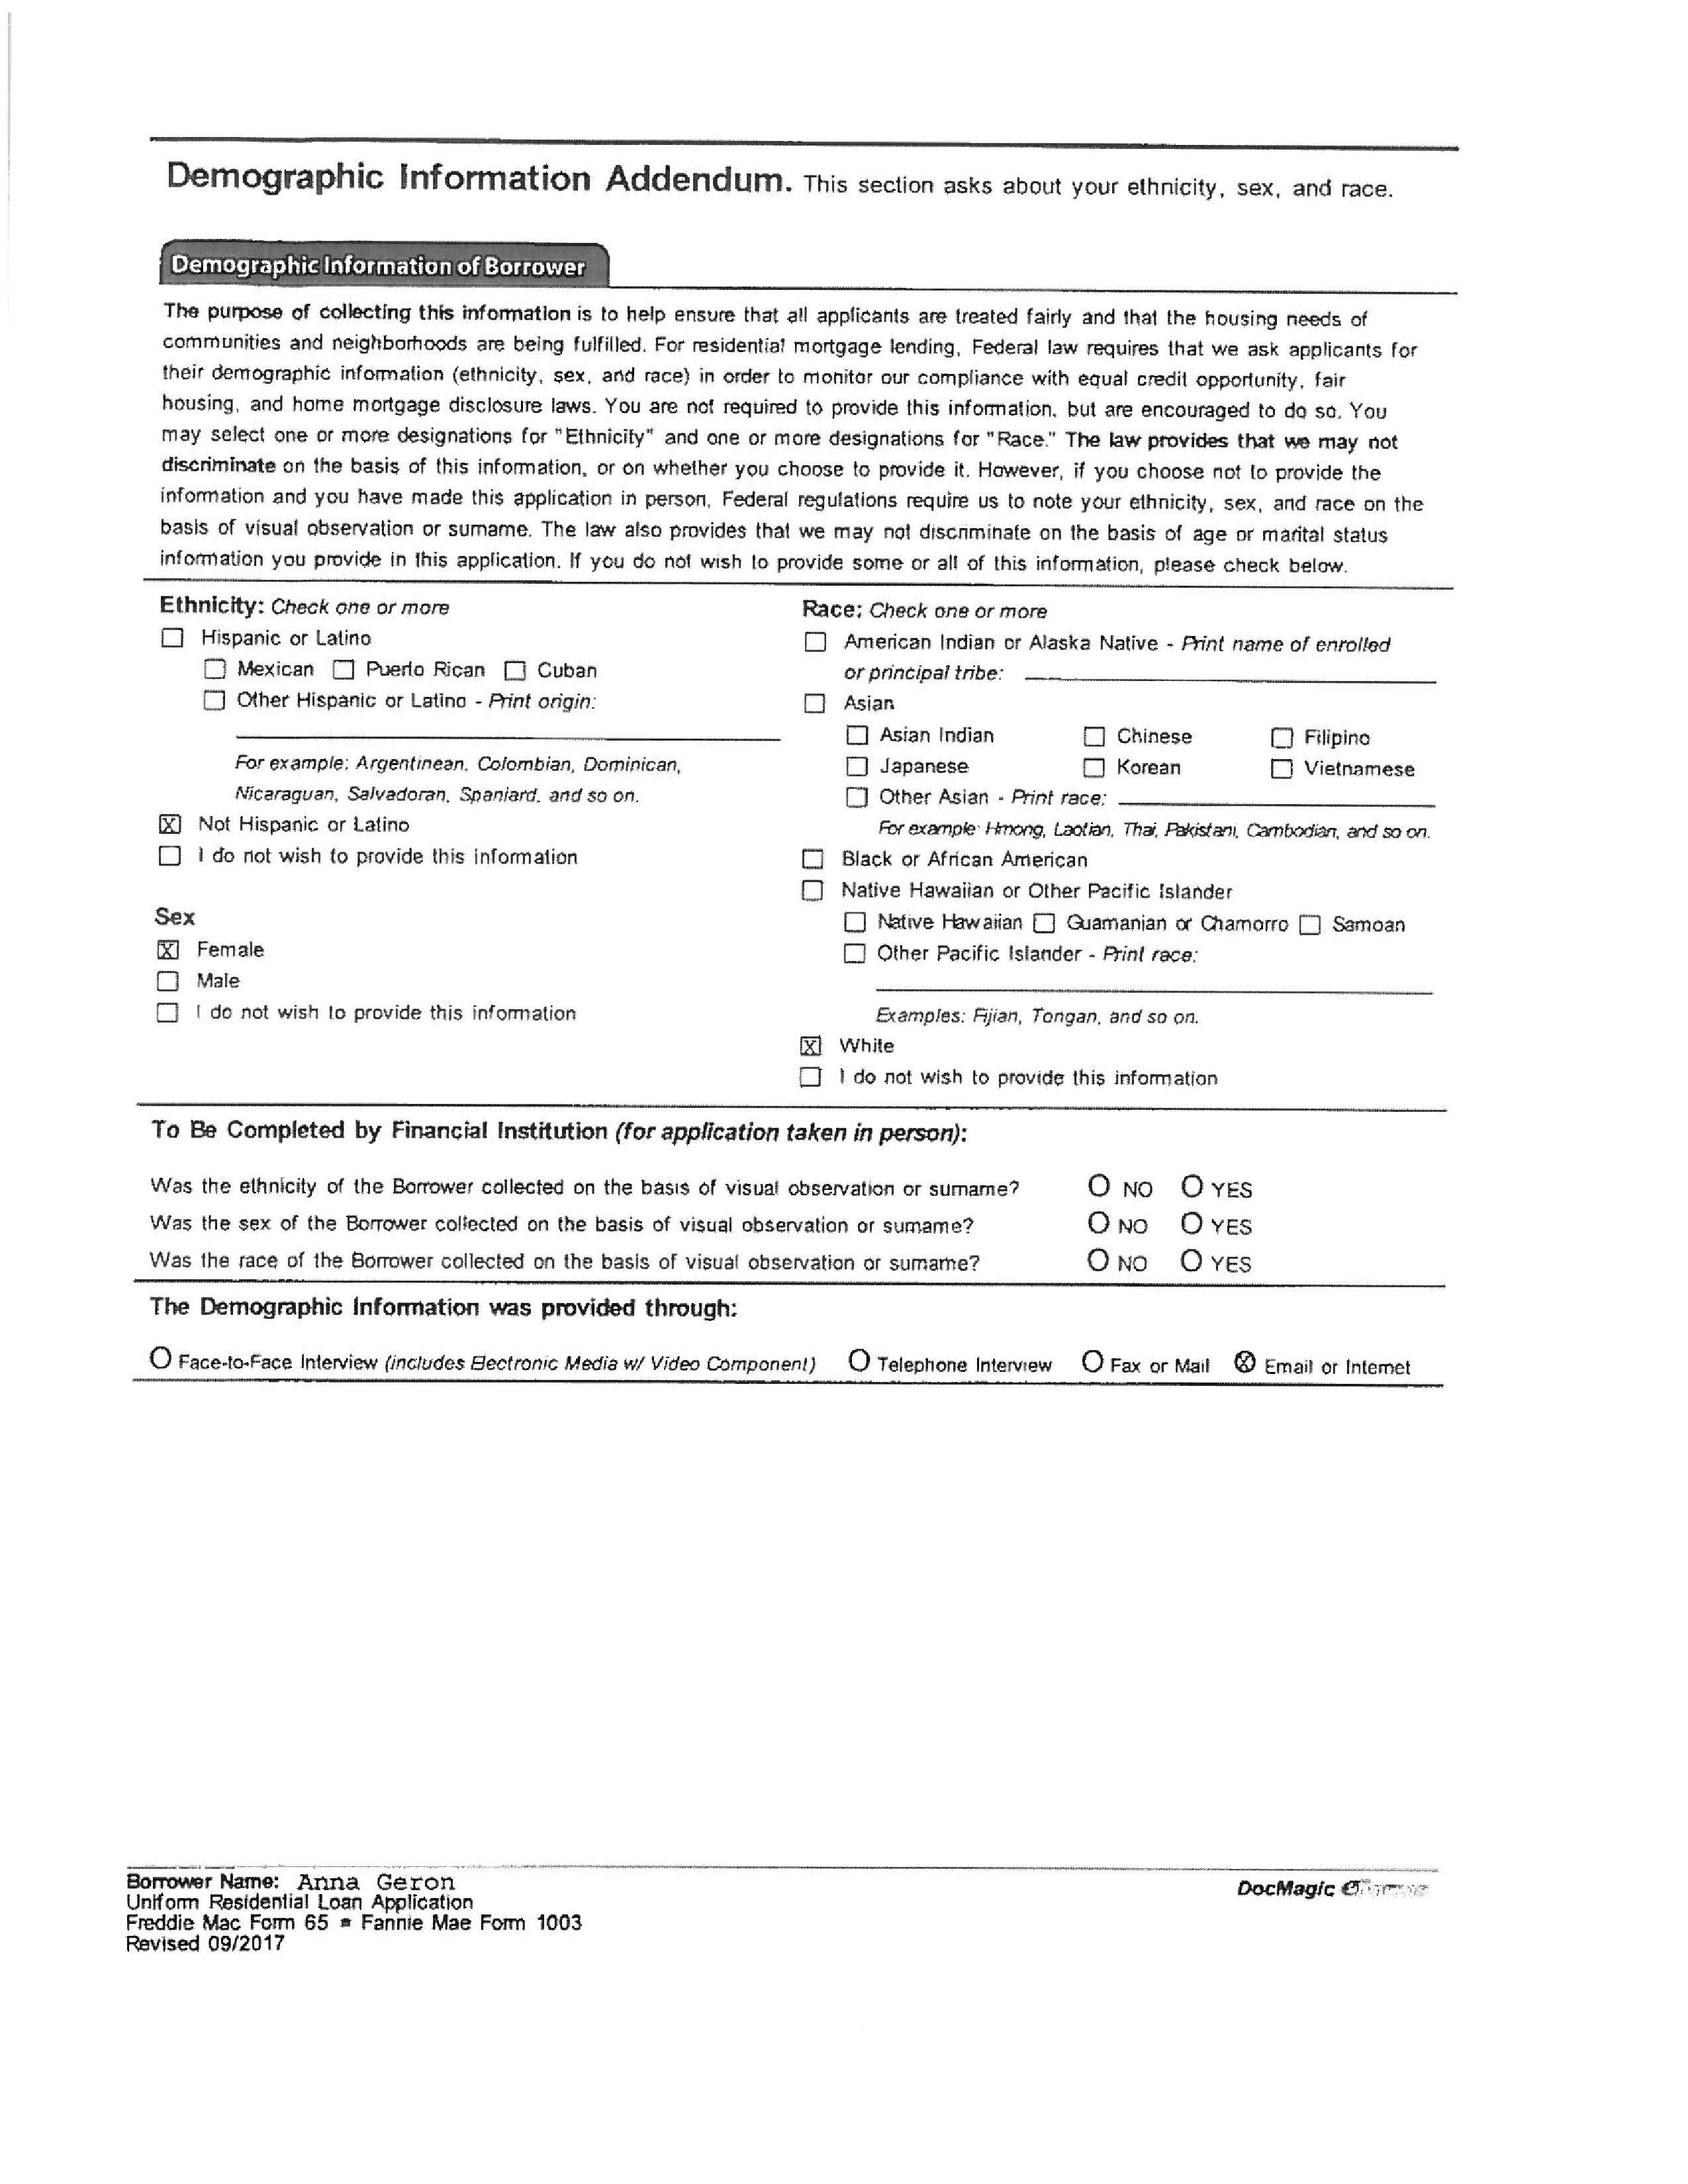 Demographic Information Addendum. This section asks about your ethnicity, sex, and race.
Demographic Information of Borrower
The purpose of collecting this information is to help ensure that all applicants are treated fairly and that the housing needs of
communities and neighborhoods are being fulfilled. For residential mortgage lending, Federal law requires that we ask applicants for
their demographic information (ethnicity, sex, and race) in order to monitor our compliance with equal credit opportunity, fair
housing, and home mortgage disclosure laws. You are not required to provide this information, but are encouraged to do so. You
may select one or more designations for "Ethnicity" and one or more designations for "Race." The law provides that we may not
discriminate on the basis of this information, or on whether you choose to provide it. However, if you choose not to provide the
information and you have made this application in person, Federal regulations require us to note your ethnicity, sex, and race on the
basis of visual observation or surname. The law also provides that we may not discriminate on the basis of age or marital status
information you provide in this application. If you do not wish to provide some or all of this information, please check below.
Ethnicity: Check one or more
☐ Hispanic or Latino
☐ Mexican ☐ Puerto Rican ☐ Cuban
☐ Other Hispanic or Latino - Print origin:
For example: Argentinean, Colombian, Dominican,
Nicaraguan, Salvadoran, Spaniard, and so on.
☒ Not Hispanic or Latino
☐ I do not wish to provide this information
Sex
☒ Female
☐ Male
☐ I do not wish to provide this information
Race: Check one or more
☐ American Indian or Alaska Native - Print name of enrolled
or principal tribe:
☐ Asian
☐ Asian Indian ☐ Chinese ☐ Filipino
☐ Japanese ☐ Korean ☐ Vietnamese
☐ Other Asian - Print race:
For example: Hmong, Laotian, Thai, Pakistani, Cambodian, and so on.
☐ Black or African American
☐ Native Hawaiian or Other Pacific Islander
☐ Native Hawaiian ☐ Guamanian or Chamorro ☐ Samoan
☐ Other Pacific Islander - Print race:
Examples: Fijian, Tongan, and so on.
☒ White
☐ I do not wish to provide this information
To Be Completed by Financial Institution (for application taken in person):
Was the ethnicity of the Borrower collected on the basis of visual observation or surname? ○ NO ○ YES
Was the sex of the Borrower collected on the basis of visual observation or surname? ○ NO ○ YES
Was the race of the Borrower collected on the basis of visual observation or surname? ○ NO ○ YES
The Demographic Information was provided through:
○ Face-to-Face Interview (includes Electronic Media w/ Video Component) ○ Telephone Interview ○ Fax or Mail ⊗ Email or Internet
Borrower Name: Anna Geron
Uniform Residential Loan Application
Freddie Mac Form 65 ▪ Fannie Mae Form 1003
Revised 09/2017
DocMagic